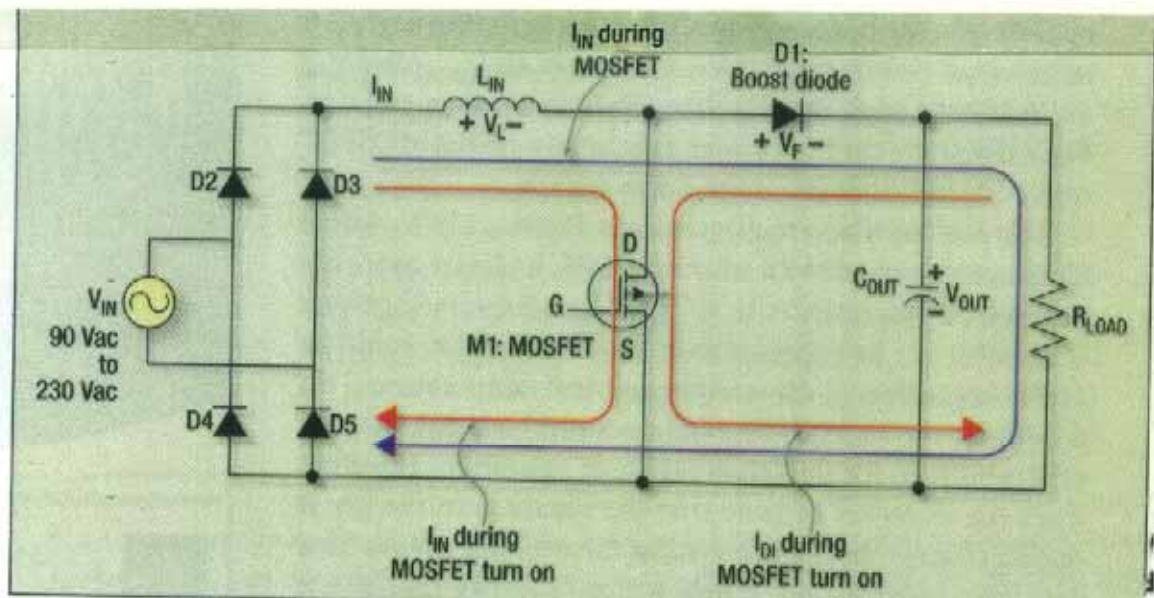 I_IN during
MOSFET
D1:
Boost diode
I_IN
L_IN
+ V_L –
+ V_F –
D2
D3
D
G
S
M1: MOSFET
C_OUT
+
V_OUT
–
R_LOAD
V_IN
90 Vac
to
230 Vac
D4
D5
I_IN during
MOSFET turn on
I_DI during
MOSFET turn on